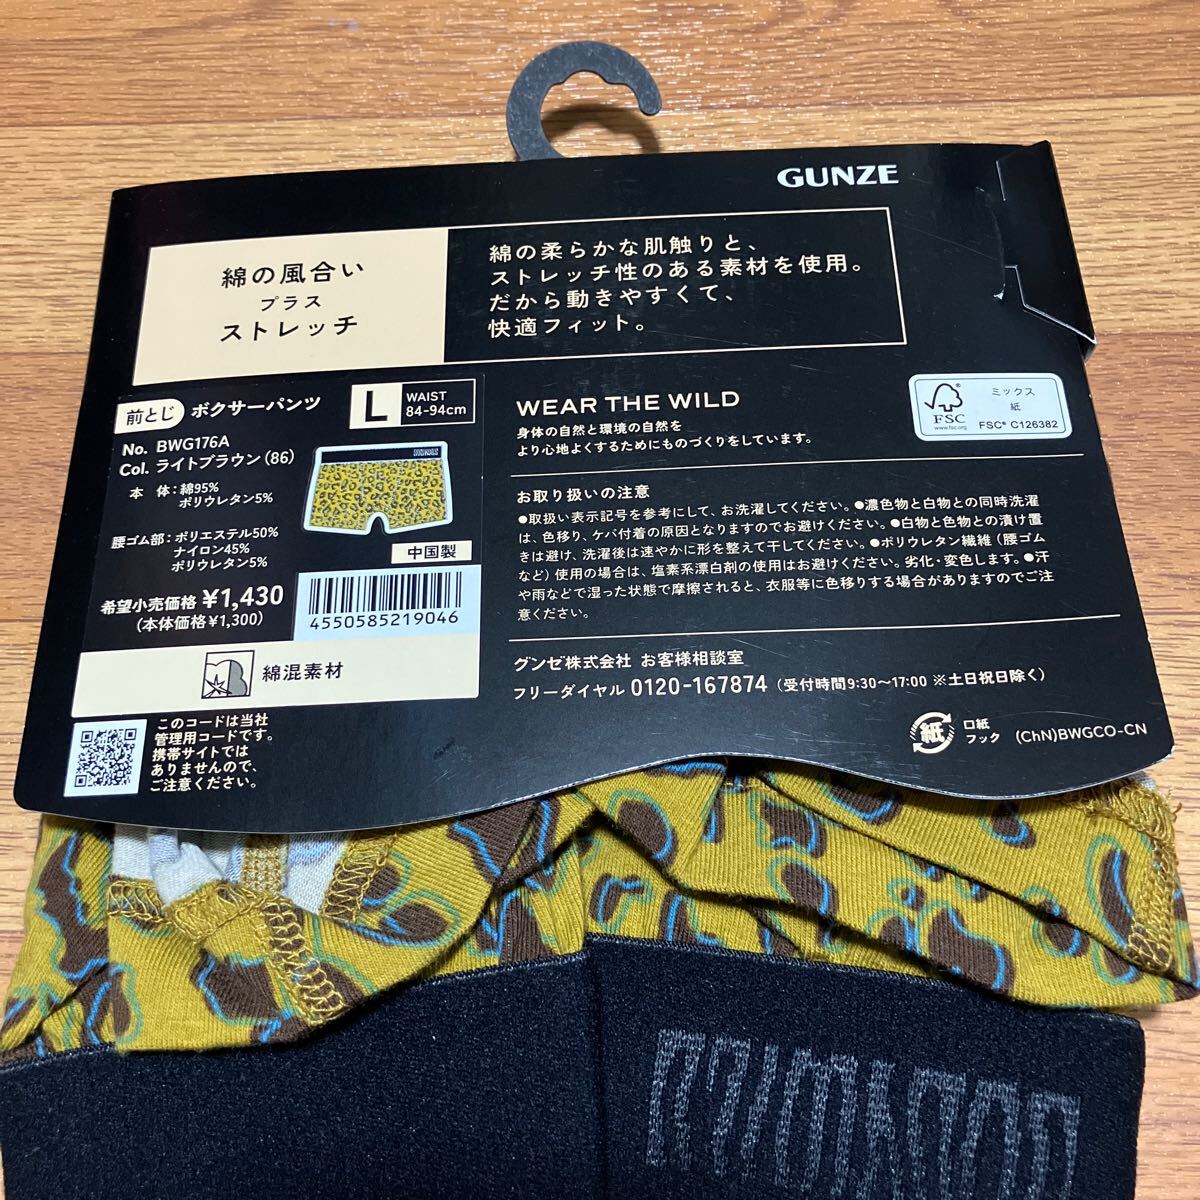 GUNZE
綿の風合い
プラス
ストレッチ
綿の柔らかな肌触りと、
ストレッチ性のある素材を使用。
だから動きやすくて、
快適フィット。
前とじ ボクサーパンツ
L WAIST
84-94cm
No. BWG176A
Col. ライトブラウン(86)
本 体:綿95%
ポリウレタン5%
腰ゴム部:ポリエステル50%
ナイロン45%
ポリウレタン5%
中国製
希望小売価格 ¥1,430
(本体価格¥1,300)
4550585219046
綿混素材
このコードは当社
管理用コードです。
携帯サイトでは
ありませんので、
ご注意ください。
WEAR THE WILD
身体の自然と環境の自然を
より心地よくするためにものづくりをしています。
FSC
www.fsc.org
ミックス
紙
FSC® C126382
お取り扱いの注意
●取扱い表示記号を参考にして、お洗濯してください。●濃色物と白物との同時洗濯
は、色移り、ケバ付着の原因となりますのでお避けください。●白物と色物との漬け置
きは避け、洗濯後は速やかに形を整えて干してください。●ポリウレタン繊維(腰ゴム
など)使用の場合は、塩素系漂白剤の使用はお避けください。劣化・変色します。●汗
や雨などで湿った状態で摩擦されると、衣服等に色移りする場合がありますのでご注
意ください。
グンゼ株式会社 お客様相談室
フリーダイヤル 0120-167874 (受付時間9:30〜17:00 ※土日祝日除く)
紙 口紙
フック
(ChN)BWGCO-CN